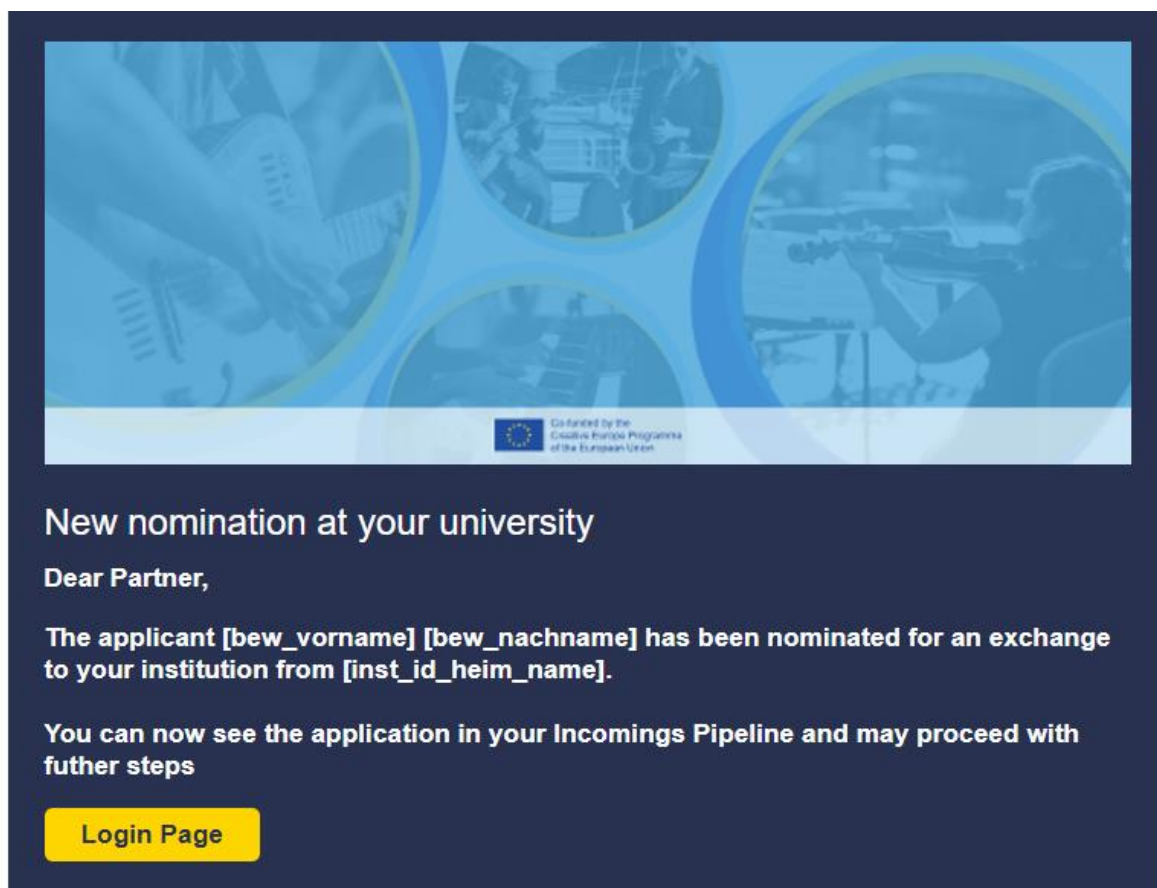 Co-funded by the
Creative Europe Programme
of the European Union
New nomination at your university
Dear Partner,
The applicant [bew_vorname] [bew_nachname] has been nominated for an exchange
to your institution from [inst_id_heim_name].
You can now see the application in your Incomings Pipeline and may proceed with
futher steps
Login Page